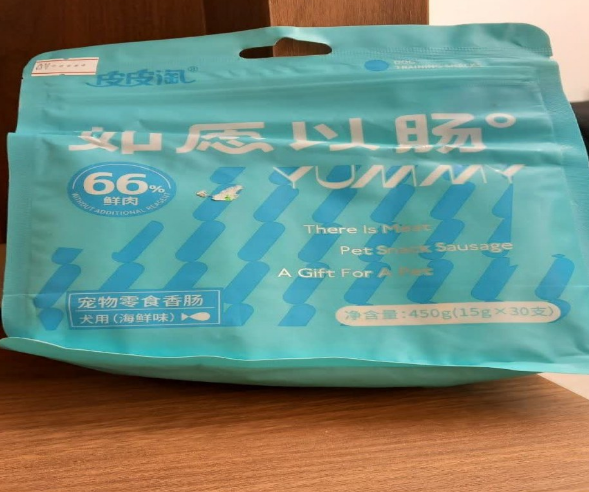 皮皮淘®
DOG
如愿以肠
YUMMY
66%
鲜肉
There Is Meat
Pet Snack Sausage
A Gift For A Pet
宠物零食香肠
犬用(海鲜味)
净含量:450g(15g×30支)